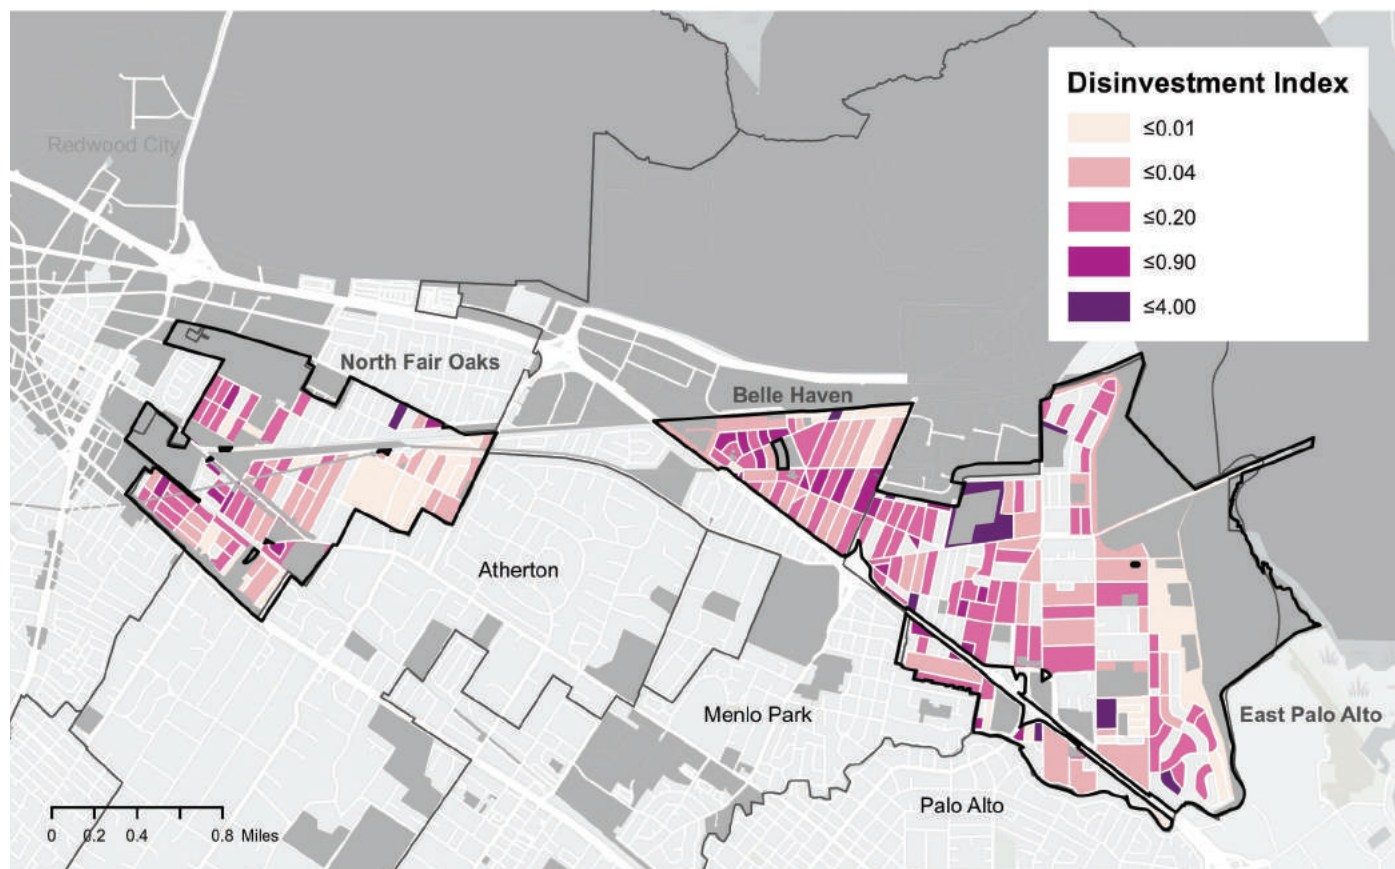 Disinvestment Index
≤0.01
≤0.04
≤0.20
≤0.90
≤4.00
Redwood City
North Fair Oaks
Belle Haven
Atherton
Menlo Park
East Palo Alto
Palo Alto
0 0.2 0.4 0.8 Miles